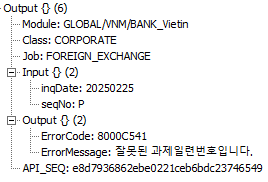 Output {} (6)
Module: GLOBAL/VNM/BANK_Vietin
Class: CORPORATE
Job: FOREIGN_EXCHANGE
Input {} (2)
inqDate: 20250225
seqNo: P
Output {} (2)
ErrorCode: 8000C541
ErrorMessage: 잘못된 과제일련번호입니다.
API_SEQ: e8d7936862ebe0221ceb6bdc23746549